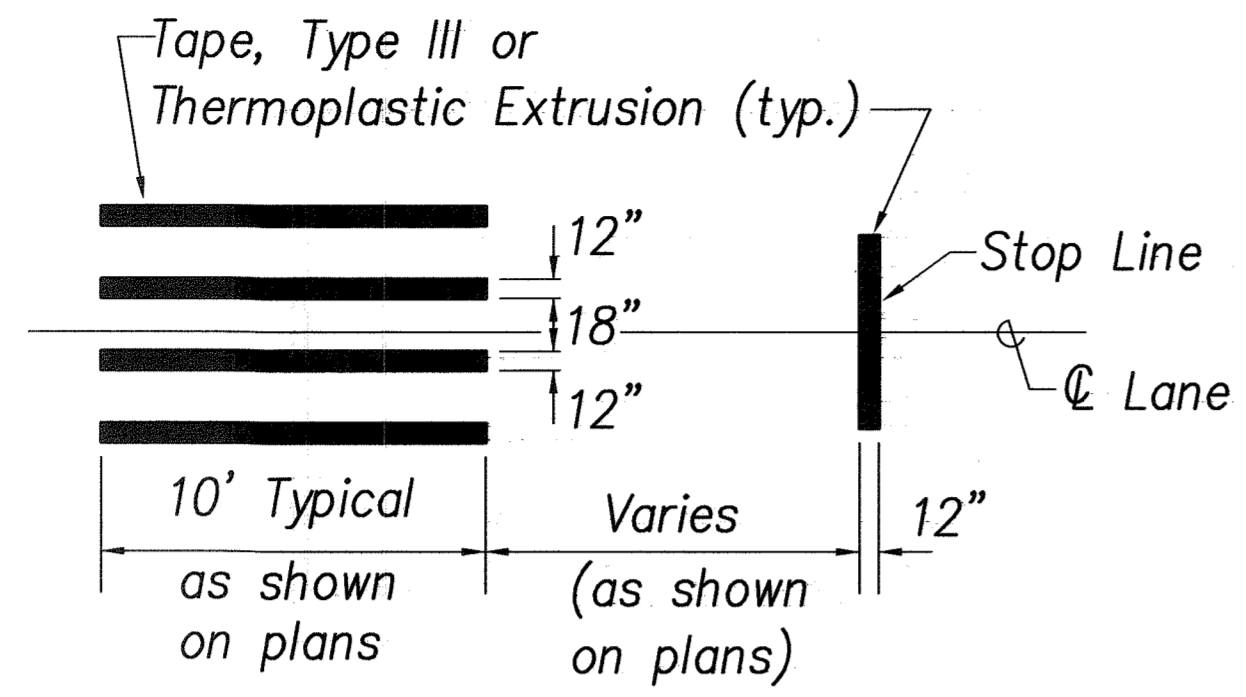 Tape, Type III or
Thermoplastic Extrusion (typ.)
12"
18"
12"
Stop Line
℄ Lane
10' Typical
as shown
on plans
Varies
(as shown
on plans)
12"